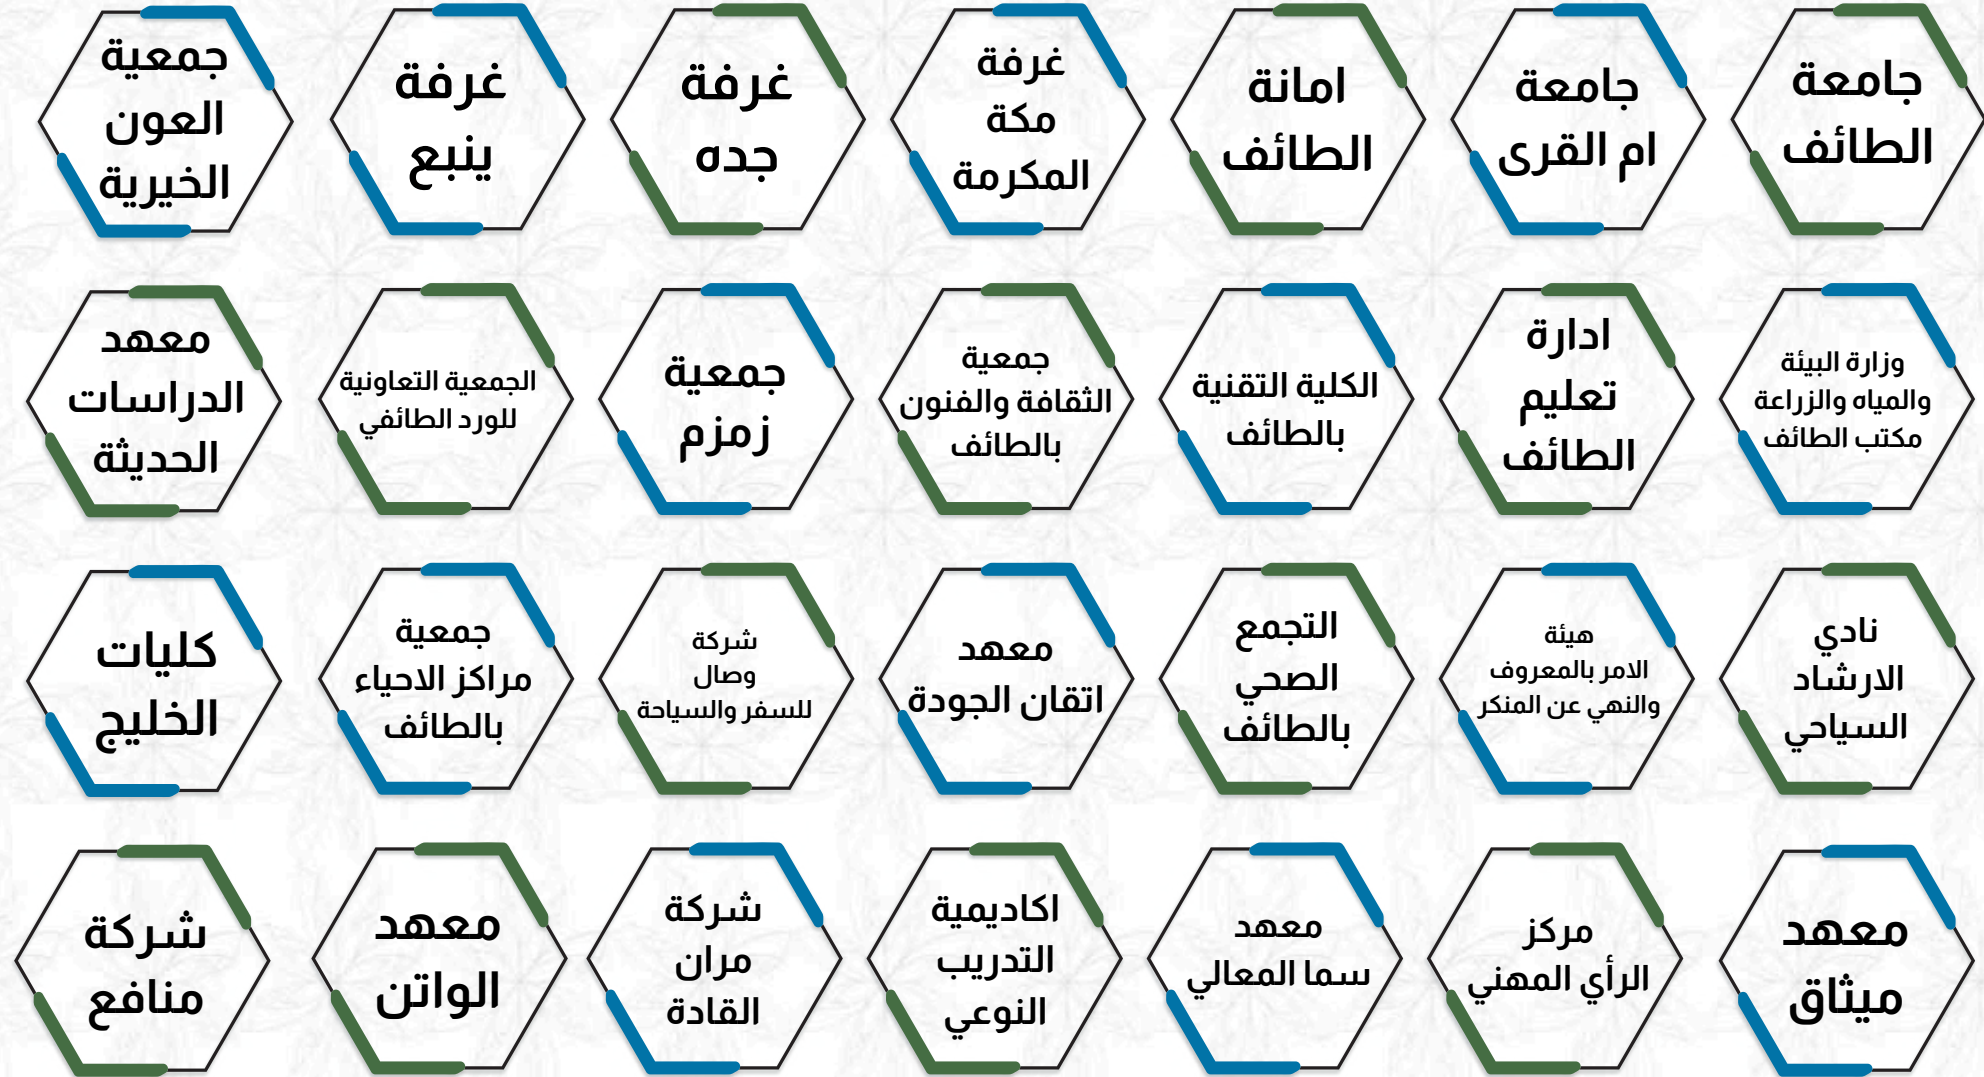 جامعة
الطائف
جامعة
ام القرى
امانة
الطائف
غرفة
مكة
المكرمة
غرفة
جده
غرفة
ينبع
جمعية
العون
الخيرية
وزارة البيئة
والمياه والزراعة
مكتب الطائف
ادارة
تعليم
الطائف
الكلية التقنية
بالطائف
جمعية
الثقافة والفنون
بالطائف
جمعية
زمزم
الجمعية التعاونية
للورد الطائفي
معهد
الدراسات
الحديثة
نادي
الارشاد
السياحي
هيئة
الامر بالمعروف
والنهي عن المنكر
التجمع
الصحي
بالطائف
معهد
اتقان الجودة
شركة
وصال
للسفر والسياحة
جمعية
مراكز الاحياء
بالطائف
كليات
الخليج
معهد
ميثاق
مركز
الرأي المهني
معهد
سما المعالي
اكاديمية
التدريب
النوعي
شركة
مران
القادة
معهد
الواتن
شركة
منافع